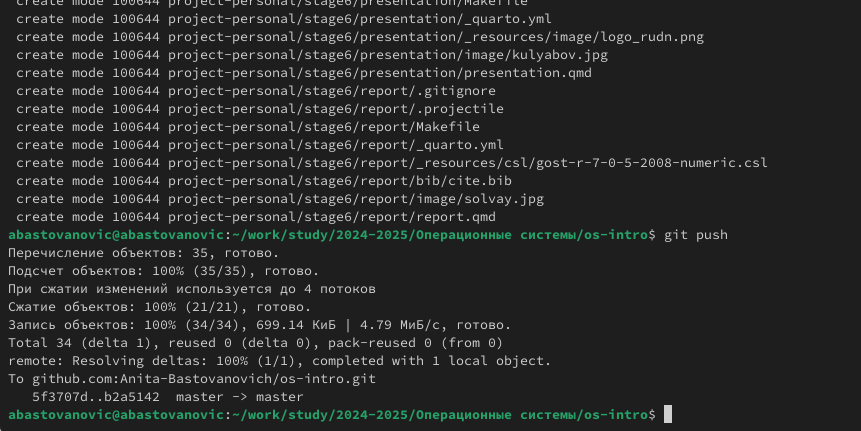 create mode 100644 project-personal/stage6/presentation/Makefile
create mode 100644 project-personal/stage6/presentation/_quarto.yml
create mode 100644 project-personal/stage6/presentation/_resources/image/logo_rudn.png
create mode 100644 project-personal/stage6/presentation/image/kulyabov.jpg
create mode 100644 project-personal/stage6/presentation/presentation.qmd
create mode 100644 project-personal/stage6/report/.gitignore
create mode 100644 project-personal/stage6/report/.projectile
create mode 100644 project-personal/stage6/report/Makefile
create mode 100644 project-personal/stage6/report/_quarto.yml
create mode 100644 project-personal/stage6/report/_resources/csl/gost-r-7-0-5-2008-numeric.csl
create mode 100644 project-personal/stage6/report/bib/cite.bib
create mode 100644 project-personal/stage6/report/image/solvay.jpg
create mode 100644 project-personal/stage6/report/report.qmd
abastovanovic@abastovanovic:~/work/study/2024-2025/Операционные системы/os-intro$ git push
Перечисление объектов: 35, готово.
Подсчет объектов: 100% (35/35), готово.
При сжатии изменений используется до 4 потоков
Сжатие объектов: 100% (21/21), готово.
Запись объектов: 100% (34/34), 699.14 КиБ | 4.79 МиБ/с, готово.
Total 34 (delta 1), reused 0 (delta 0), pack-reused 0 (from 0)
remote: Resolving deltas: 100% (1/1), completed with 1 local object.
To github.com:Anita-Bastovanovich/os-intro.git
5f3707d..b2a5142  master -> master
abastovanovic@abastovanovic:~/work/study/2024-2025/Операционные системы/os-intro$